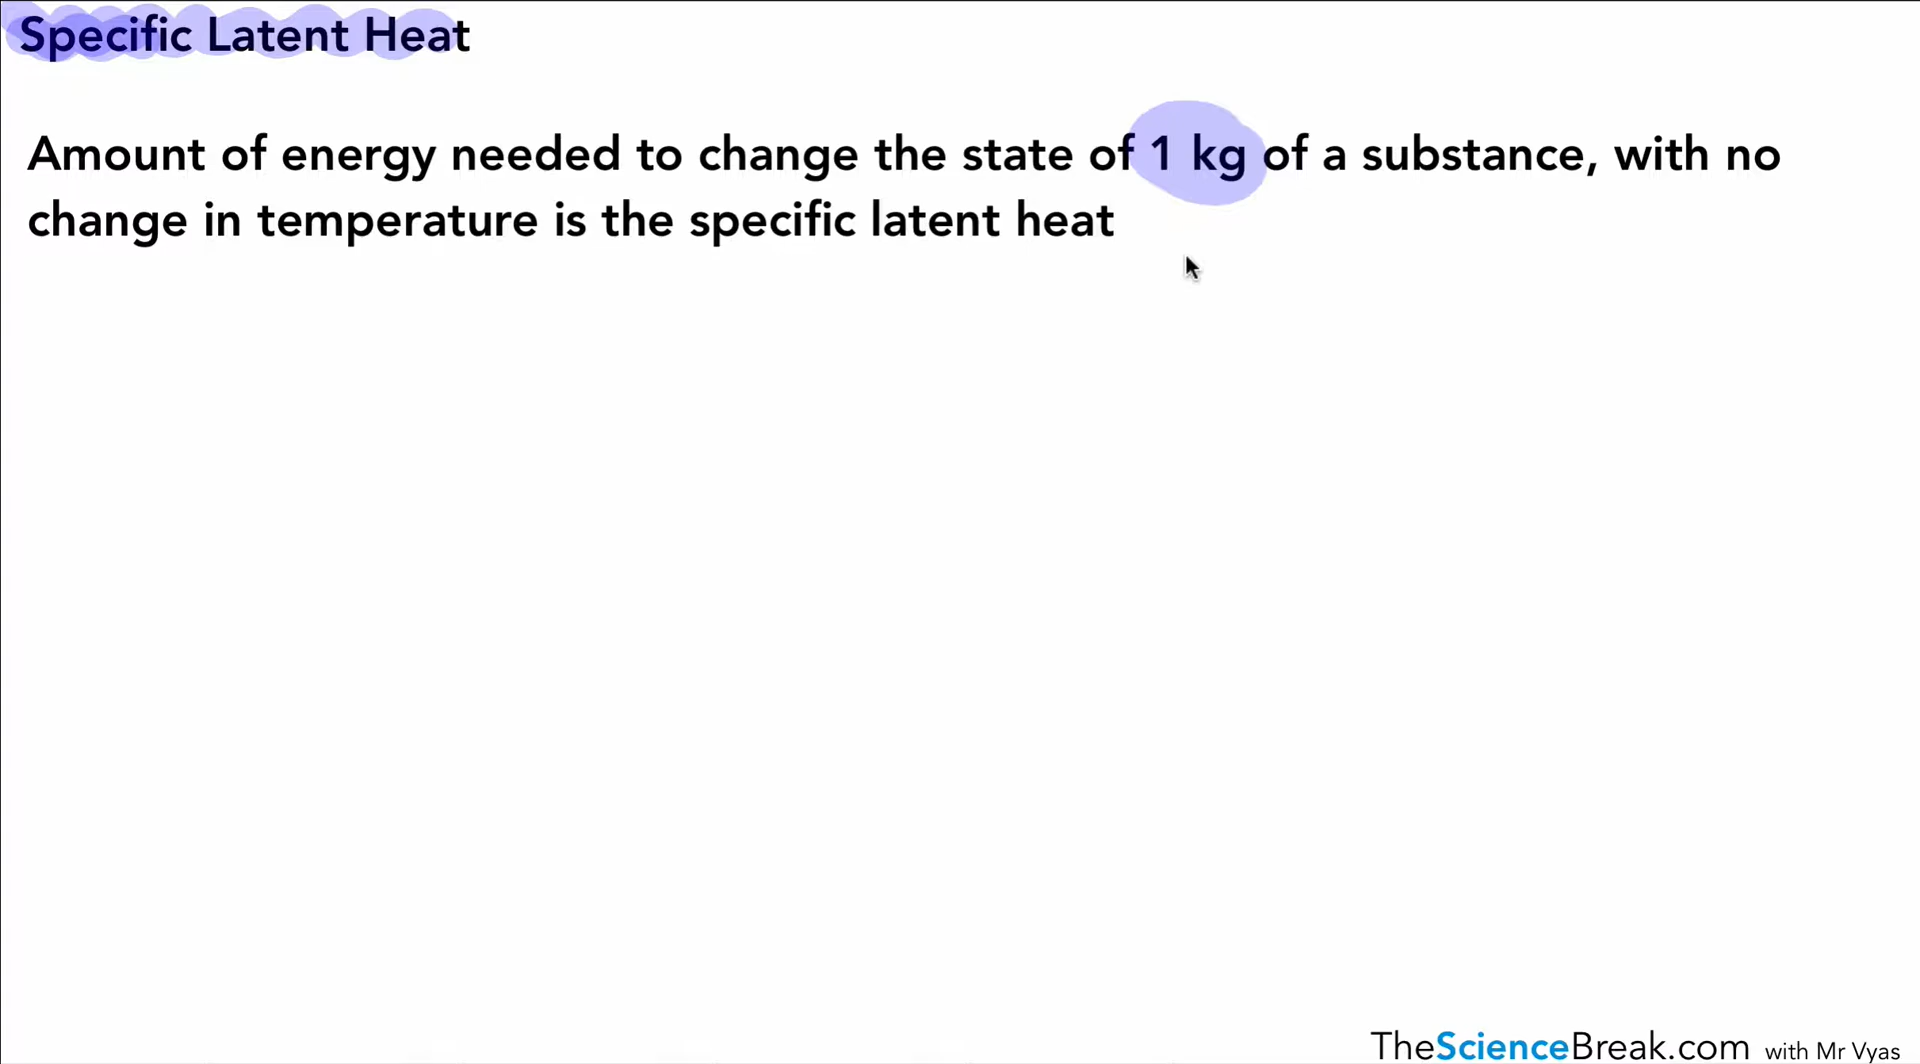 Specific Latent Heat
Amount of energy needed to change the state of 1 kg of a substance, with no
change in temperature is the specific latent heat
TheScienceBreak.com with Mr Vyas